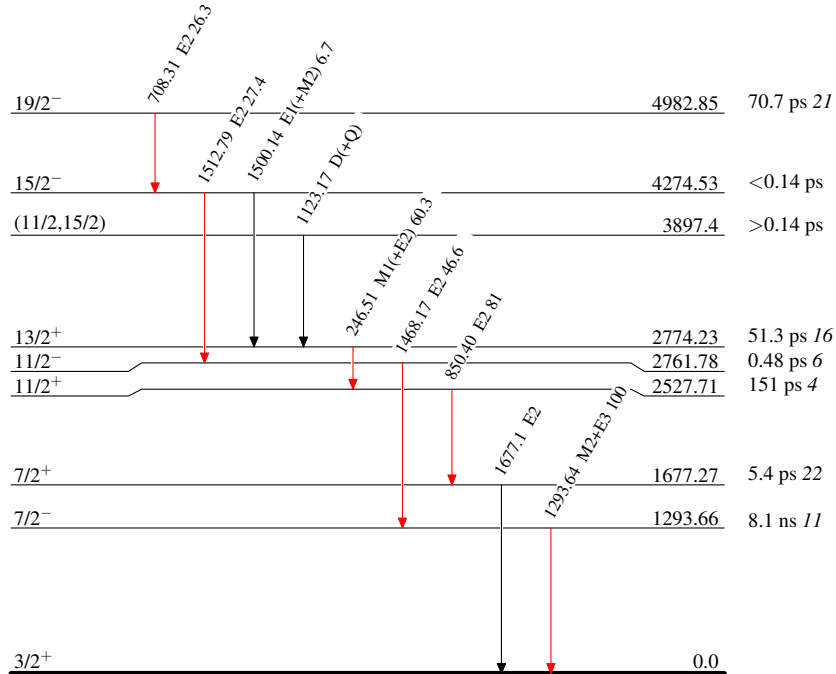 708.31 E2 26.3
1512.79 E2 27.4
1500.14 E1(+M2) 6.7
1123.17 D(+Q)
246.51 M1(+E2) 60.3
1468.17 E2 46.6
850.40 E2 81
1677.1 E2
1293.64 M2+E3 100
19/2⁻ 4982.85 70.7 ps 21
15/2⁻ 4274.53 <0.14 ps
(11/2,15/2) 3897.4 >0.14 ps
13/2⁺ 2774.23 51.3 ps 16
11/2⁻ 2761.78 0.48 ps 6
11/2⁺ 2527.71 151 ps 4
7/2⁺ 1677.27 5.4 ps 22
7/2⁻ 1293.66 8.1 ns 11
3/2⁺ 0.0